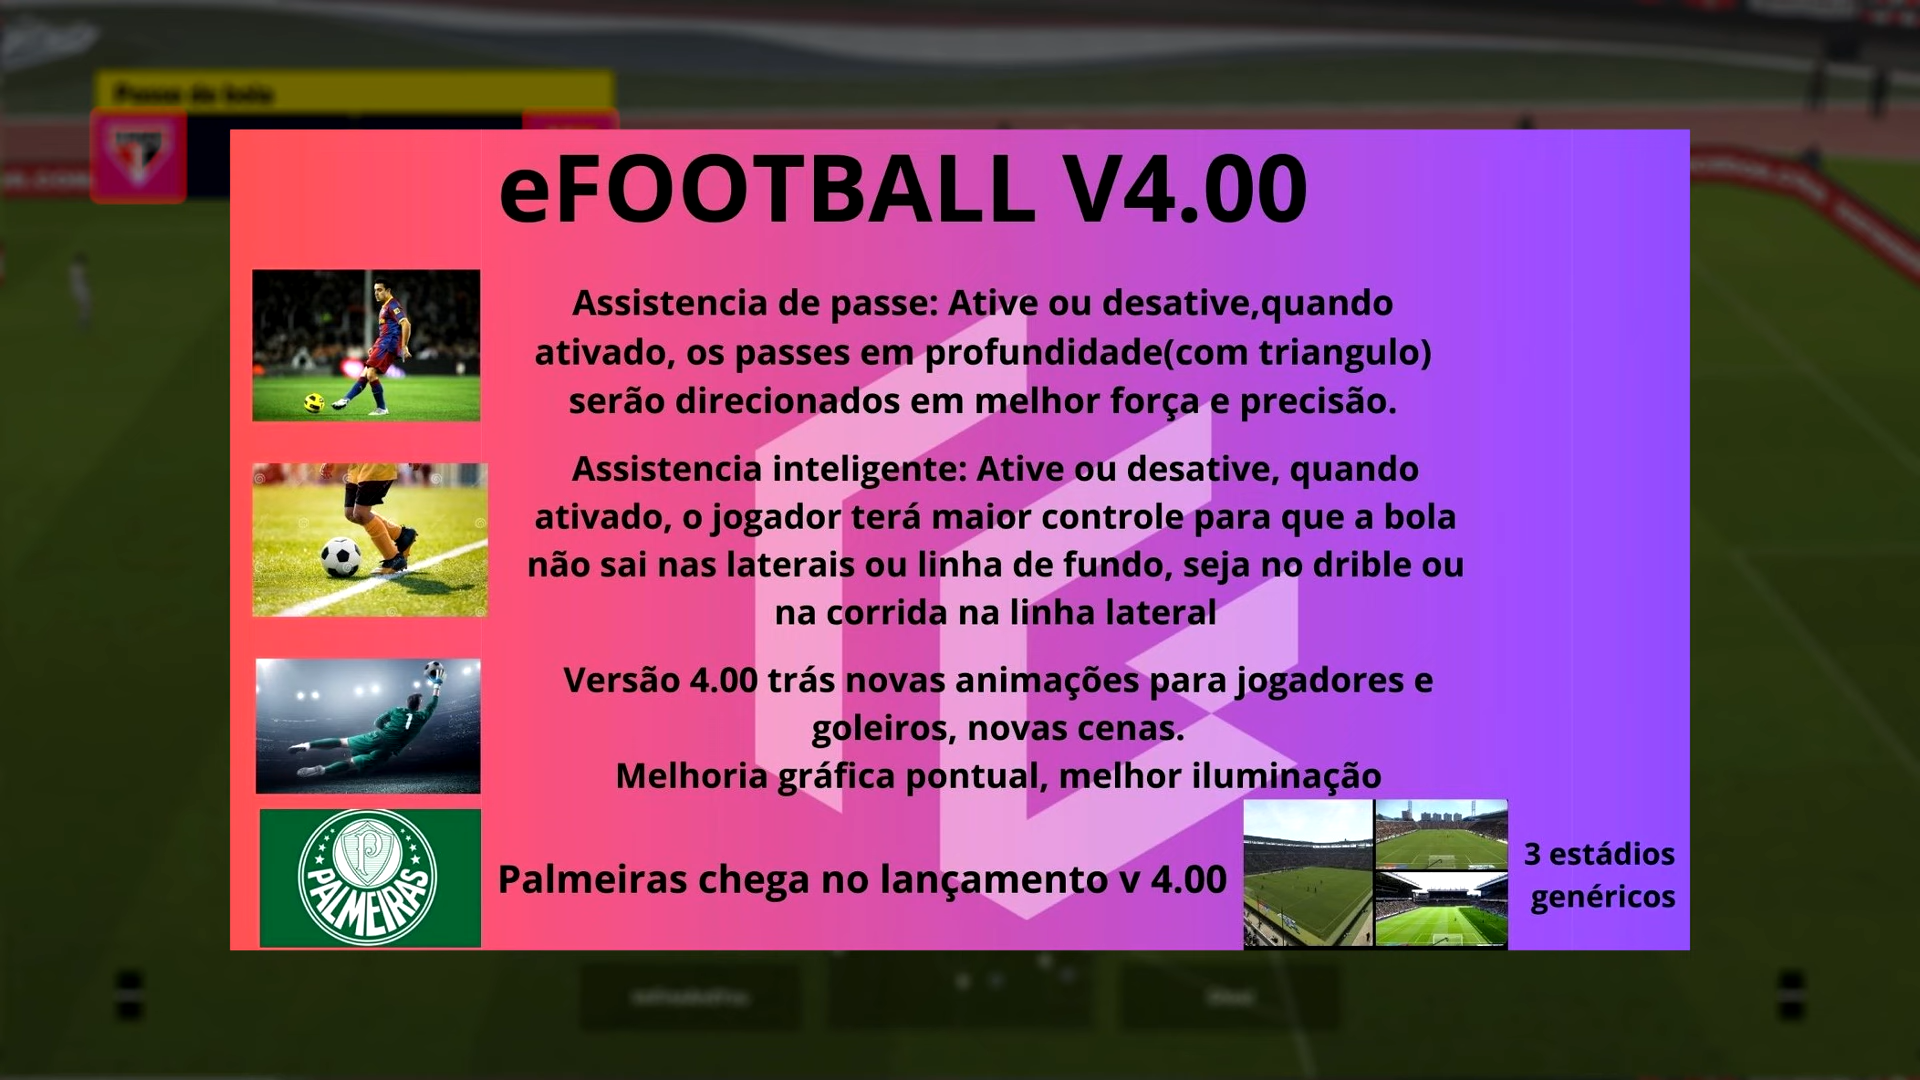 Passe de bola
eFOOTBALL V4.00
Assistencia de passe: Ative ou desative,quando
ativado, os passes em profundidade(com triangulo)
serão direcionados em melhor força e precisão.
Assistencia inteligente: Ative ou desative, quando
ativado, o jogador terá maior controle para que a bola
não sai nas laterais ou linha de fundo, seja no drible ou
na corrida na linha lateral
Versão 4.00 trás novas animações para jogadores e
goleiros, novas cenas.
Melhoria gráfica pontual, melhor iluminação
PALMEIRAS
Palmeiras chega no lançamento v 4.00
3 estádios
genéricos